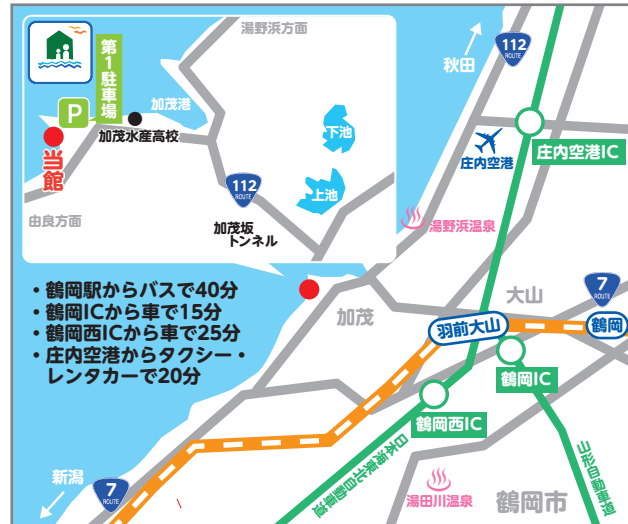 湯野浜方面
第1駐車場
P
加茂港
加茂水産高校
当館
下池
上池
112
ROUTE
由良方面
加茂坂
トンネル
秋田
112
ROUTE
庄内空港
庄内空港IC
湯野浜温泉
7
ROUTE
大山
加茂
羽前大山
鶴岡
・鶴岡駅からバスで40分
・鶴岡ICから車で15分
・鶴岡西ICから車で25分
・庄内空港からタクシー・
レンタカーで20分
鶴岡IC
鶴岡西IC
日本海東北自動車道
山形自動車道
新潟
7
ROUTE
湯田川温泉
鶴岡市